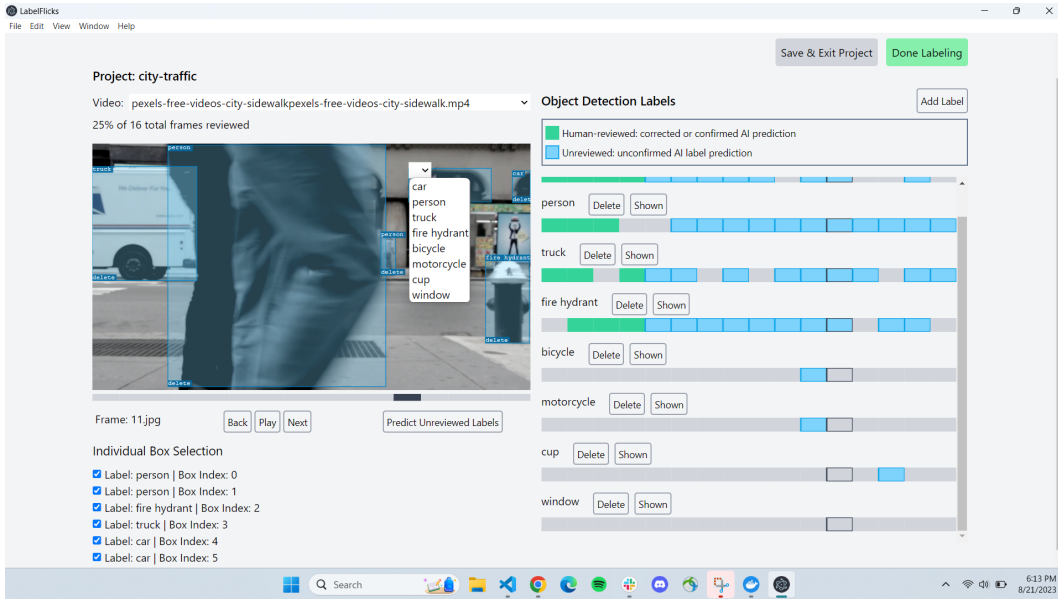 LabelFlicks
File Edit View Window Help
Save & Exit Project Done Labeling
Project: city-traffic
Video: pexels-free-videos-city-sidewalkpexels-free-videos-city-sidewalk.mp4
25% of 16 total frames reviewed
person
truck
car
delete
car
person
truck
fire hydrant
bicycle
motorcycle
cup
window
person
delete
fire hydrant
delete
delete
delete
Frame: 11.jpg
Back Play Next
Predict Unreviewed Labels
Individual Box Selection
Label: person | Box Index: 0
Label: person | Box Index: 1
Label: fire hydrant | Box Index: 2
Label: truck | Box Index: 3
Label: car | Box Index: 4
Label: car | Box Index: 5
Object Detection Labels
Add Label
Human-reviewed: corrected or confirmed AI prediction
Unreviewed: unconfirmed AI label prediction
person Delete Shown
truck Delete Shown
fire hydrant Delete Shown
bicycle Delete Shown
motorcycle Delete Shown
cup Delete Shown
window Delete Shown
Search
6:13 PM
8/21/2023